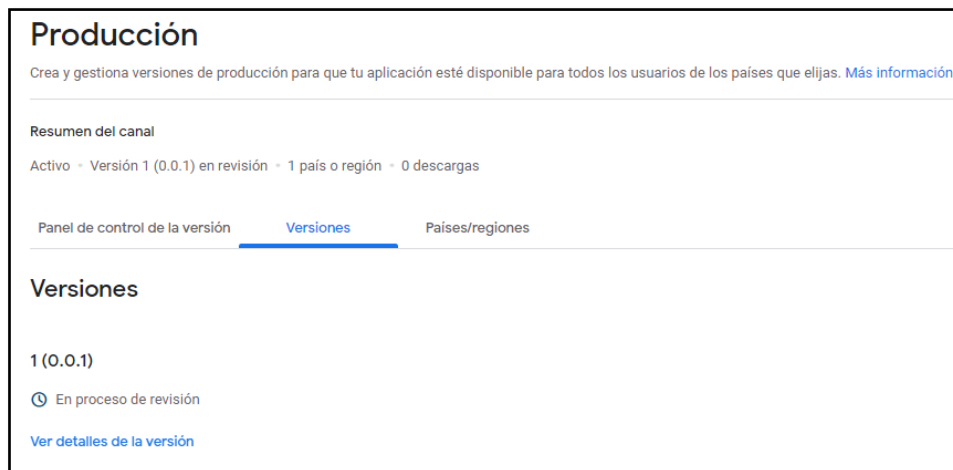 Producción
Crea y gestiona versiones de producción para que tu aplicación esté disponible para todos los usuarios de los países que elijas. Más información
Resumen del canal
Activo • Versión 1 (0.0.1) en revisión • 1 país o región • 0 descargas
Panel de control de la versión Versiones Países/regiones
Versiones
1 (0.0.1)
En proceso de revisión
Ver detalles de la versión